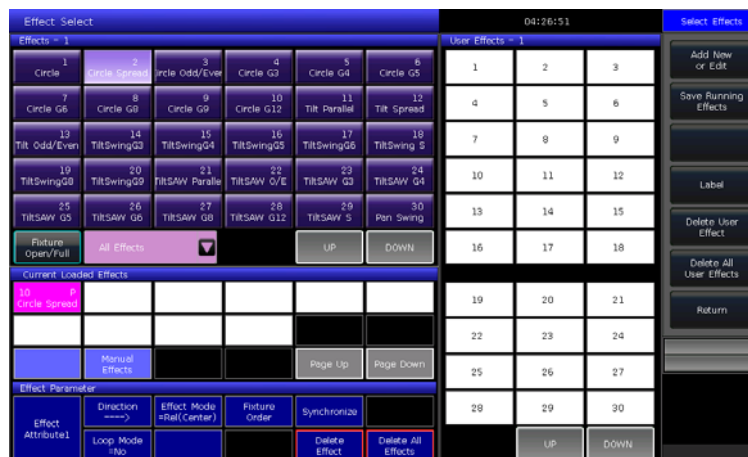 Effect Select
04:26:51
Select Effects
Effects - 1
User Effects - 1
1
Circle
2
Circle Spread
3
ircle Odd/Ever
4
Circle G3
5
Circle G4
6
Circle G5
7
Circle G6
8
Circle G8
9
Circle G9
10
Circle G12
11
Tilt Parallel
12
Tilt Spread
13
Tilt Odd/Even
14
TiltSwingG3
15
TiltSwingG4
16
TiltSwingG5
17
TiltSwingG6
18
TiltSwing S
19
TiltSwingG8
20
TiltSwingG9
21
TiltSAW Paralle
22
TiltSAW O/E
23
TiltSAW G3
24
TiltSAW G4
25
TiltSAW G5
26
TiltSAW G6
27
TiltSAW G8
28
TiltSAW G12
29
TiltSAW S
30
Pan Swing
Fixture
Open/Full
All Effects
UP
DOWN
Current Loaded Effects
10 P
Circle Spread
Manual
Effects
Page Up
Page Down
Effect Parameter
Effect
Attribute1
Direction
---->
Effect Mode
=Rel(Center)
Fixture
Order
Synchronize
Loop Mode
=No
Delete
Effect
Delete All
Effects
1
2
3
4
5
6
7
8
9
10
11
12
13
14
15
16
17
18
19
20
21
22
23
24
25
26
27
28
29
30
UP
DOWN
Add New
or Edit
Save Running
Effects
Label
Delete User
Effect
Delete All
User Effects
Return